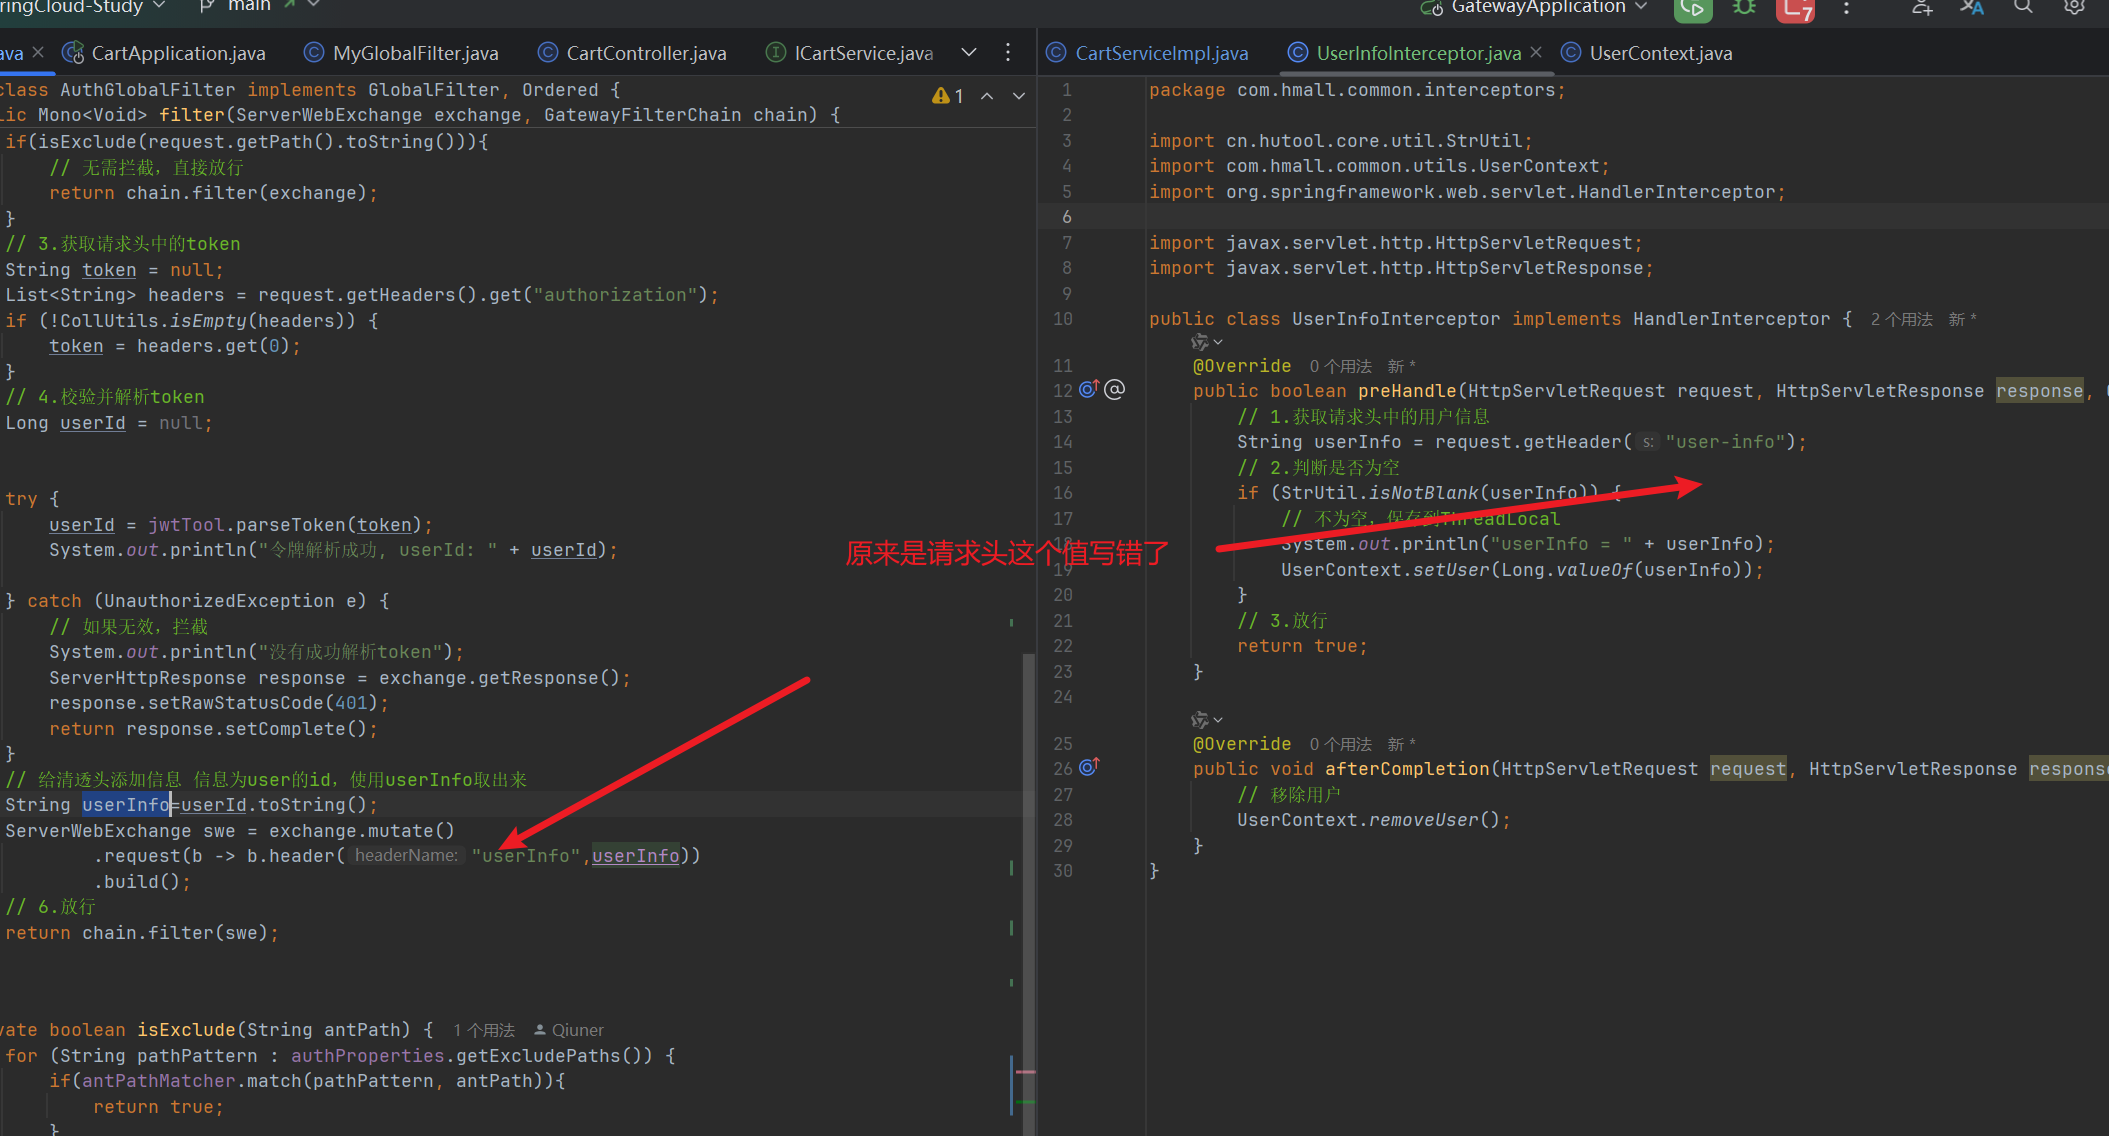 ringCloud-Study
main
GatewayApplication
7
ava
CartApplication.java
MyGlobalFilter.java
CartController.java
ICartService.java
CartServiceImpl.java
UserInfoInterceptor.java
UserContext.java
class AuthGlobalFilter implements GlobalFilter, Ordered {
lic Mono<Void> filter(ServerWebExchange exchange, GatewayFilterChain chain) {
1
if(isExclude(request.getPath().toString())){
// 无需拦截，直接放行
return chain.filter(exchange);
}
// 3.获取请求头中的token
String token = null;
List<String> headers = request.getHeaders().get("authorization");
if (!CollUtils.isEmpty(headers)) {
token = headers.get(0);
}
// 4.校验并解析token
Long userId = null;
try {
userId = jwtTool.parseToken(token);
System.out.println("令牌解析成功, userId: " + userId);
} catch (UnauthorizedException e) {
// 如果无效，拦截
System.out.println("没有成功解析token");
ServerHttpResponse response = exchange.getResponse();
response.setRawStatusCode(401);
return response.setComplete();
}
// 给清透头添加信息 信息为user的id，使用userInfo取出来
String userInfo=userId.toString();
ServerWebExchange swe = exchange.mutate()
.request(b -> b.header( headerName: "userInfo",userInfo))
.build();
// 6.放行
return chain.filter(swe);
vate boolean isExclude(String antPath) { 1 个用法 Qiuner
for (String pathPattern : authProperties.getExcludePaths()) {
if(antPathMatcher.match(pathPattern, antPath)){
return true;
}
原来是请求头这个值写错了
1 package com.hmall.common.interceptors;
2
3 import cn.hutool.core.util.StrUtil;
4 import com.hmall.common.utils.UserContext;
5 import org.springframework.web.servlet.HandlerInterceptor;
6
7 import javax.servlet.http.HttpServletRequest;
8 import javax.servlet.http.HttpServletResponse;
9
10 public class UserInfoInterceptor implements HandlerInterceptor { 2 个用法 新 *
11 @Override 0 个用法 新 *
12 public boolean preHandle(HttpServletRequest request, HttpServletResponse response,
13 // 1.获取请求头中的用户信息
14 String userInfo = request.getHeader( s: "user-info");
15 // 2.判断是否为空
16 if (StrUtil.isNotBlank(userInfo)) {
17 // 不为空，保存到ThreadLocal
18 System.out.println("userInfo = " + userInfo);
19 UserContext.setUser(Long.valueOf(userInfo));
20 }
21 // 3.放行
22 return true;
23 }
24
25 @Override 0 个用法 新 *
26 public void afterCompletion(HttpServletRequest request, HttpServletResponse response
27 // 移除用户
28 UserContext.removeUser();
29 }
30 }